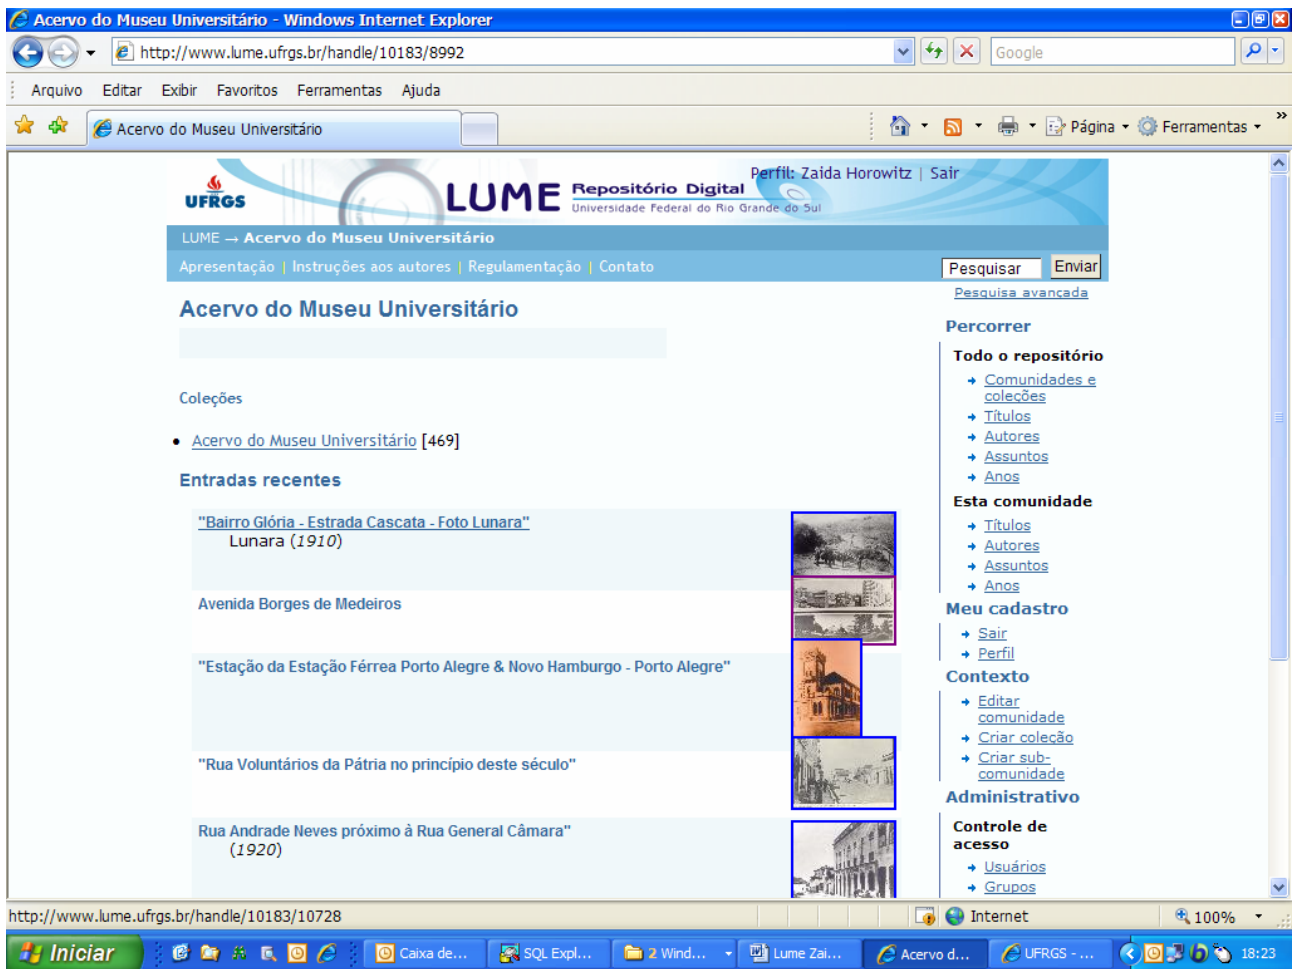 Acervo do Museu Universitário - Windows Internet Explorer
http://www.lume.ufrgs.br/handle/10183/8992
Google
Arquivo Editar Exibir Favoritos Ferramentas Ajuda
Acervo do Museu Universitário
Página
Ferramentas
»
Perfil: Zaida Horowitz | Sair
UFRGS
LUME
Repositório Digital
Universidade Federal do Rio Grande do Sul
LUME → Acervo do Museu Universitário
Apresentação | Instruções aos autores | Regulamentação | Contato
Pesquisar
Enviar
Pesquisa avançada
Acervo do Museu Universitário
Coleções
• Acervo do Museu Universitário [469]
Entradas recentes
"Bairro Glória - Estrada Cascata - Foto Lunara"
Lunara (1910)
Avenida Borges de Medeiros
"Estação da Estação Férrea Porto Alegre & Novo Hamburgo - Porto Alegre"
"Rua Voluntários da Pátria no princípio deste século"
Rua Andrade Neves próximo à Rua General Câmara"
(1920)
Percorrer
Todo o repositório
Comunidades e
coleções
Títulos
Autores
Assuntos
Anos
Esta comunidade
Títulos
Autores
Assuntos
Anos
Meu cadastro
Sair
Perfil
Contexto
Editar
comunidade
Criar coleção
Criar sub-
comunidade
Administrativo
Controle de
acesso
Usuários
Grupos
http://www.lume.ufrgs.br/handle/10183/10728
Internet
100%
Iniciar
Caixa de...
SQL Expl...
2 Wind...
Lume Zai...
Acervo d...
UFRGS - ...
18:23